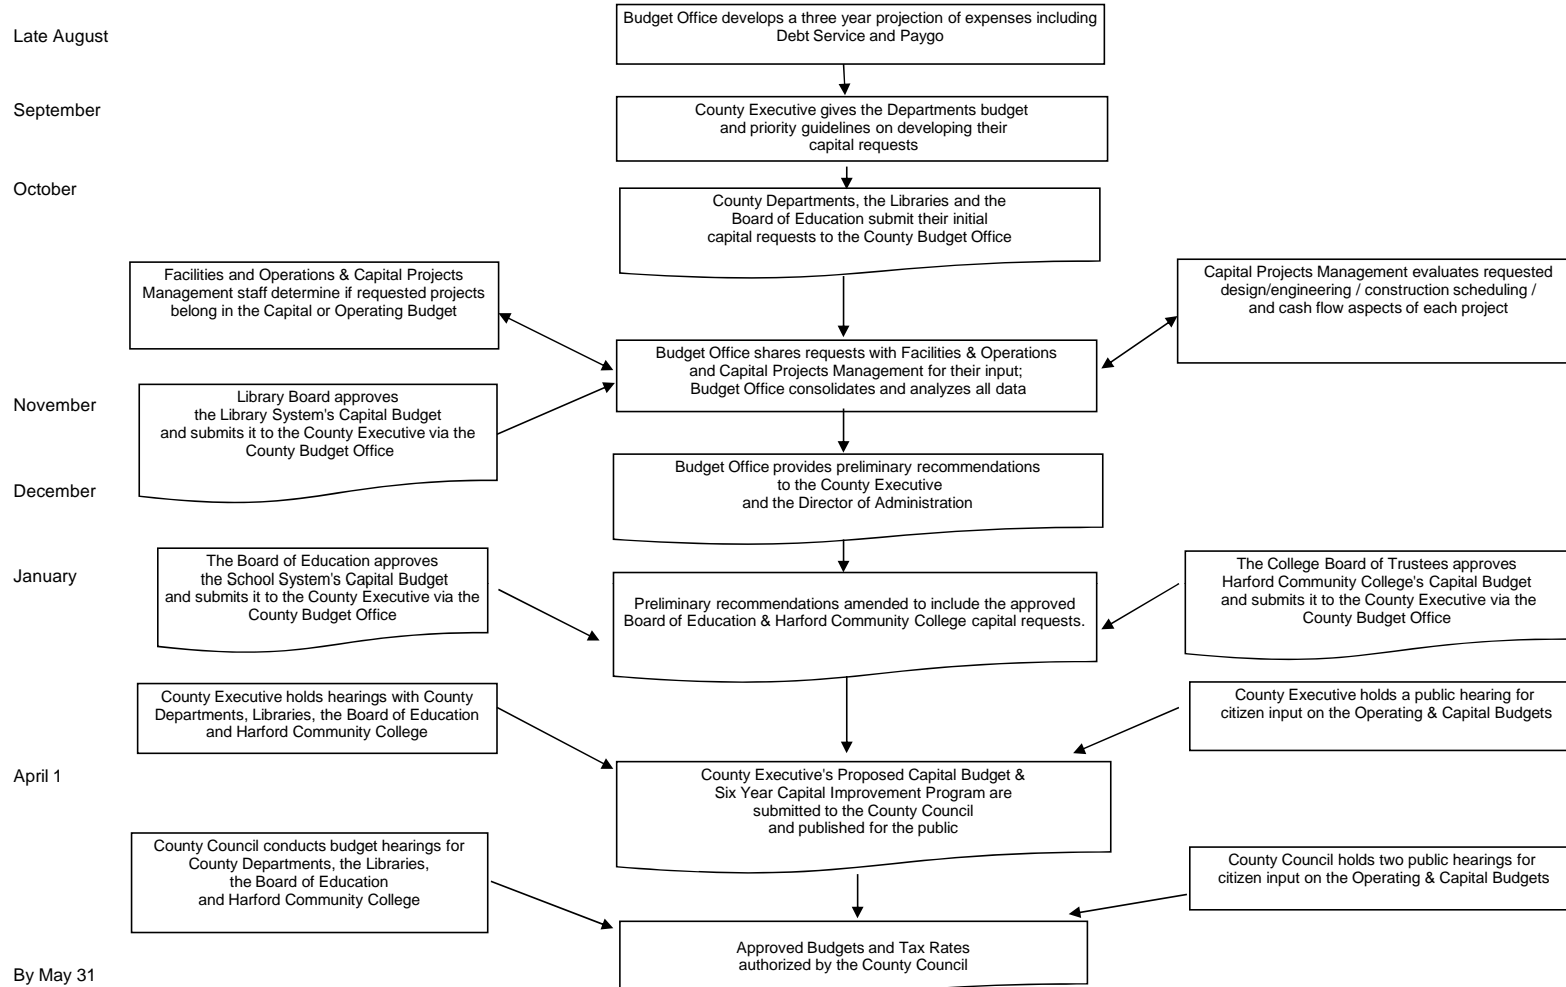 Late August
Budget Office develops a three year projection of expenses including
Debt Service and Paygo
September
County Executive gives the Departments budget
and priority guidelines on developing their
capital requests
October
County Departments, the Libraries and the
Board of Education submit their initial
capital requests to the County Budget Office
Facilities and Operations & Capital Projects
Management staff determine if requested projects
belong in the Capital or Operating Budget
Capital Projects Management evaluates requested
design/engineering / construction scheduling /
and cash flow aspects of each project
Budget Office shares requests with Facilities & Operations
and Capital Projects Management for their input;
Budget Office consolidates and analyzes all data
November
Library Board approves
the Library System's Capital Budget
and submits it to the County Executive via the
County Budget Office
December
Budget Office provides preliminary recommendations
to the County Executive
and the Director of Administration
January
The Board of Education approves
the School System's Capital Budget
and submits it to the County Executive via the
County Budget Office
Preliminary recommendations amended to include the approved
Board of Education & Harford Community College capital requests.
The College Board of Trustees approves
Harford Community College's Capital Budget
and submits it to the County Executive via the
County Budget Office
County Executive holds hearings with County
Departments, Libraries, the Board of Education
and Harford Community College
County Executive holds a public hearing for
citizen input on the Operating & Capital Budgets
April 1
County Executive's Proposed Capital Budget &
Six Year Capital Improvement Program are
submitted to the County Council
and published for the public
County Council conducts budget hearings for
County Departments, the Libraries,
the Board of Education
and Harford Community College
County Council holds two public hearings for
citizen input on the Operating & Capital Budgets
By May 31
Approved Budgets and Tax Rates
authorized by the County Council